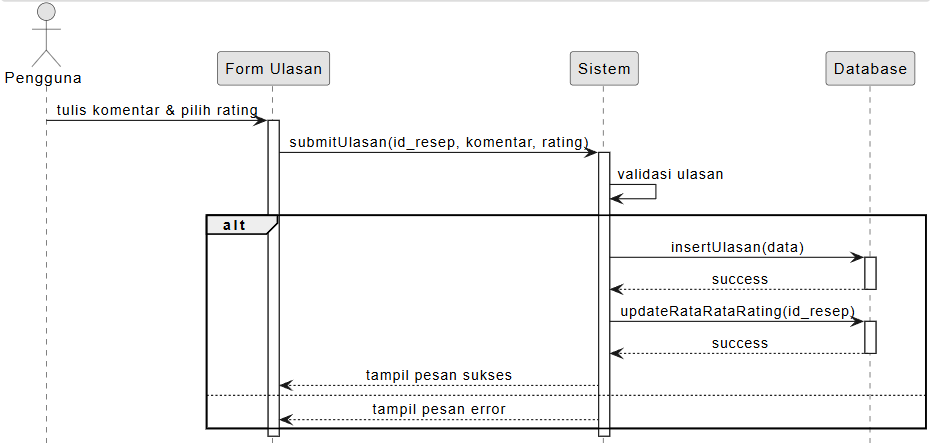 Pengguna
Form Ulasan
Sistem
Database
tulis komentar & pilih rating
submitUlasan(id_resep, komentar, rating)
validasi ulasan
alt
insertUlasan(data)
success
updateRataRataRating(id_resep)
success
tampil pesan sukses
tampil pesan error